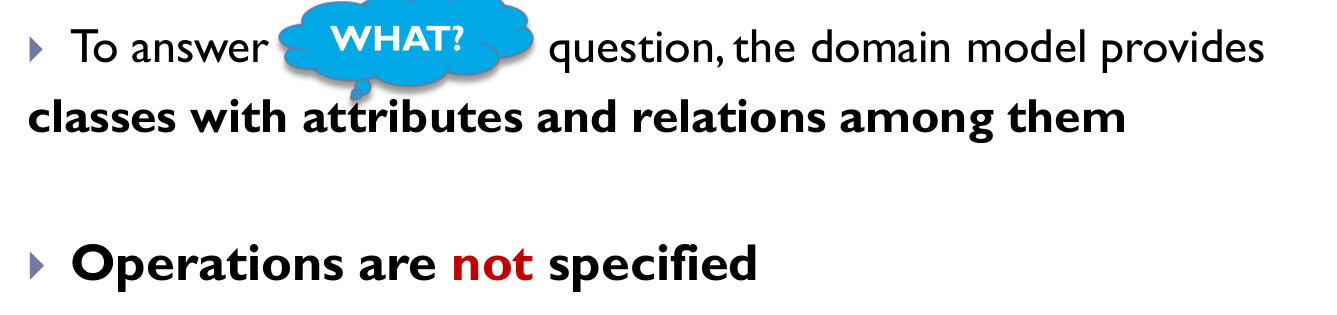 To answer WHAT? question, the domain model provides
classes with attributes and relations among them
Operations are not specified